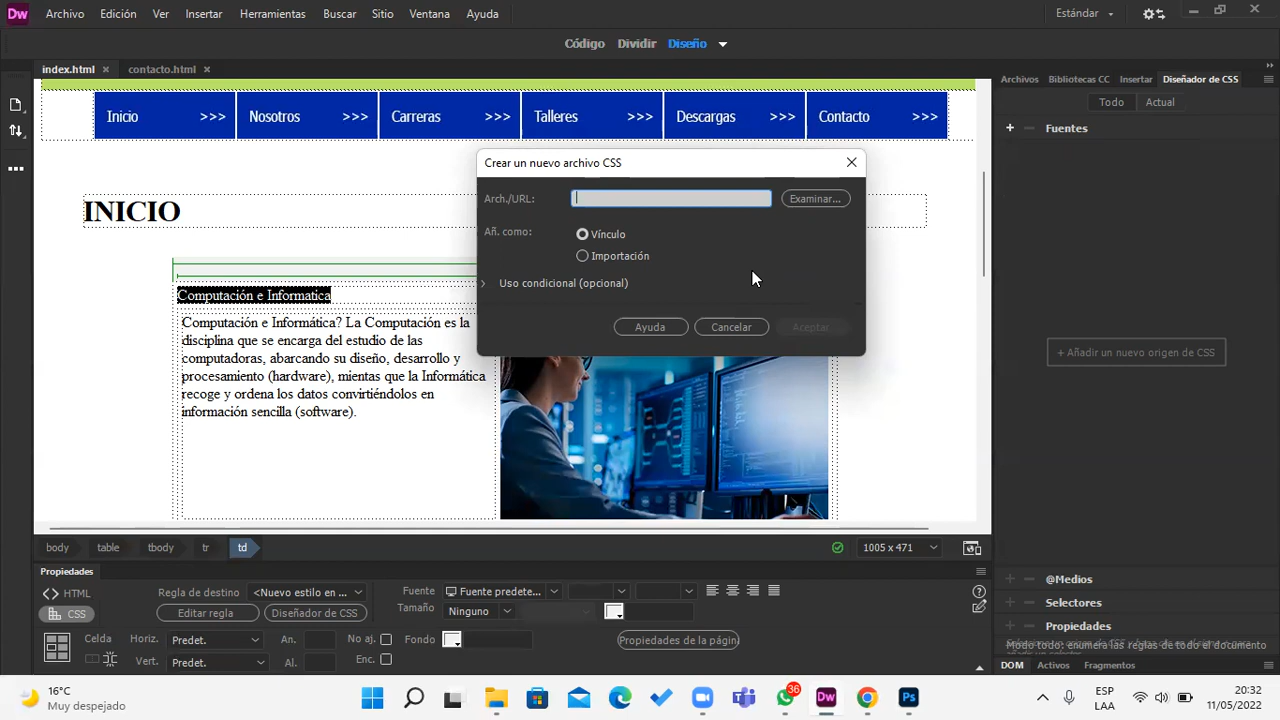 Dw Archivo Edición Ver Insertar Herramientas Buscar Sitio Ventana Ayuda Estándar
Código Dividir Diseño
index.html contacto.html
Archivos Bibliotecas CC Insertar Diseñador de CSS
Todo Actual
Inicio >>> Nosotros >>> Carreras >>> Talleres >>> Descargas >>> Contacto >>>
+ Fuentes
Crear un nuevo archivo CSS
Arch./URL: Examinar...
INICIO
Añ. como: Vínculo
Importación
Uso condicional (opcional)
Computación e Informatica
Ayuda Cancelar Aceptar
Computación e Informática? La Computación es la
disciplina que se encarga del estudio de las
computadoras, abarcando su diseño, desarrollo y
procesamiento (hardware), mientas que la Informática
recoge y ordena los datos convirtiéndolos en
información sencilla (software).
+ Añadir un nuevo origen de CSS
body table tbody tr td 1005 x 471
Propiedades
HTML
CSS
Regla de destino <Nuevo estilo en ...
Editar regla Diseñador de CSS
Fuente Fuente predete...
Tamaño Ninguno
Celda Horiz. Predet. An. No aj. Fondo Propiedades de la págin
Vert. Predet. Al. Enc.
+ @Medios
+ Selectores
+ Propiedades
Modo todo: enumera las reglas de todo el documento
DOM Activos Fragmentos
16°C
Muy despejado
36
Dw
Ps
ESP
LAA
20:32
11/05/2022